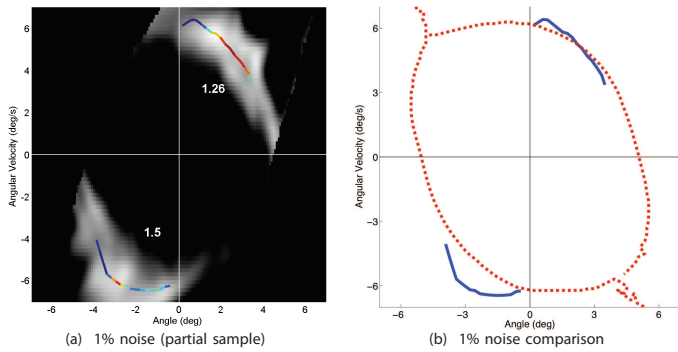 6
4
2
0
-2
-4
-6
Angular Velocity (deg/s)
1.26
1.5
-6 -4 -2 0 2 4 6
Angle (deg)
(a) 1% noise (partial sample)
6
3
0
-3
-6
Angular Velocity (deg/s)
-6 -3 0 3 6
Angle (deg)
(b) 1% noise comparison